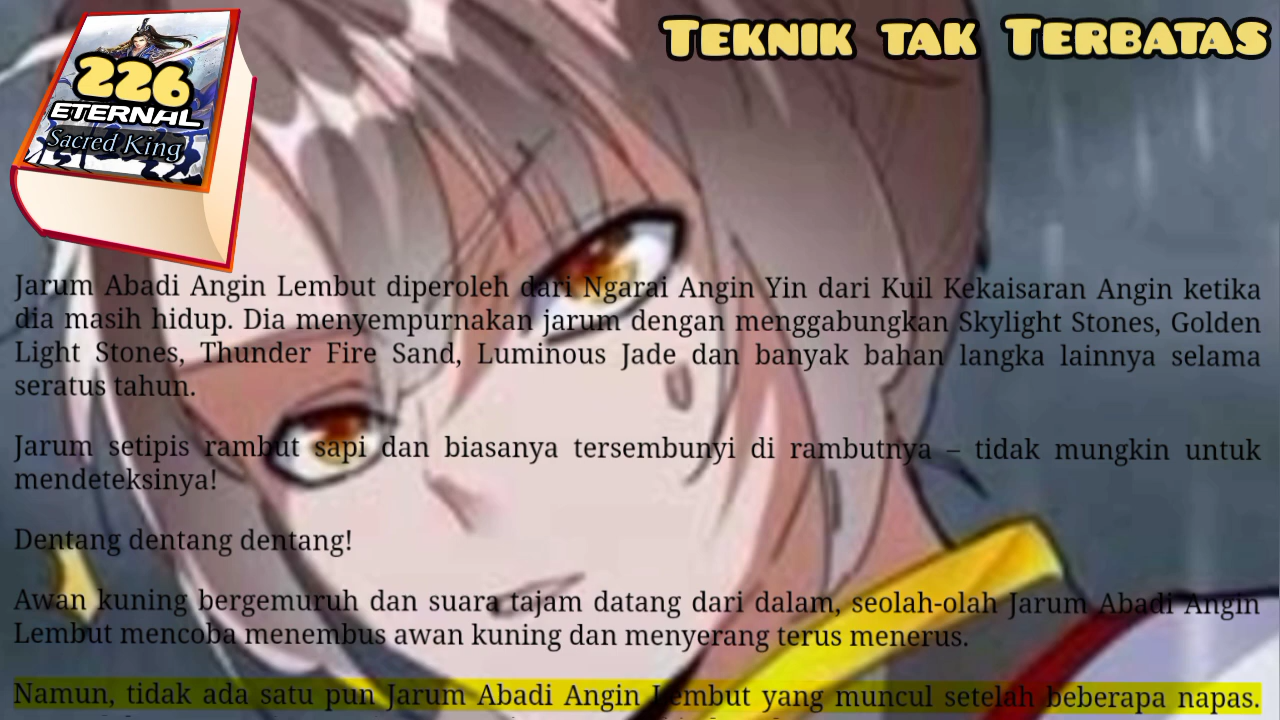 Teknik tak Terbatas
226
ETERNAL
Sacred King
Jarum Abadi Angin Lembut diperoleh dari Ngarai Angin Yin dari Kuil Kekaisaran Angin ketika
dia masih hidup. Dia menyempurnakan jarum dengan menggabungkan Skylight Stones, Golden
Light Stones, Thunder Fire Sand, Luminous Jade dan banyak bahan langka lainnya selama
seratus tahun.
Jarum setipis rambut sapi dan biasanya tersembunyi di rambutnya – tidak mungkin untuk
mendeteksinya!
Dentang dentang dentang!
Awan kuning bergemuruh dan suara tajam datang dari dalam, seolah-olah Jarum Abadi Angin
Lembut mencoba menembus awan kuning dan menyerang terus menerus.
Namun, tidak ada satu pun Jarum Abadi Angin Lembut yang muncul setelah beberapa napas.